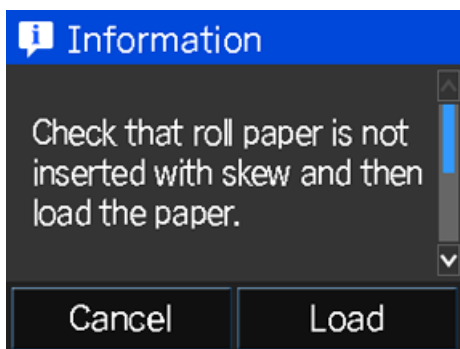 Information
Check that roll paper is not
inserted with skew and then
load the paper.
Cancel
Load